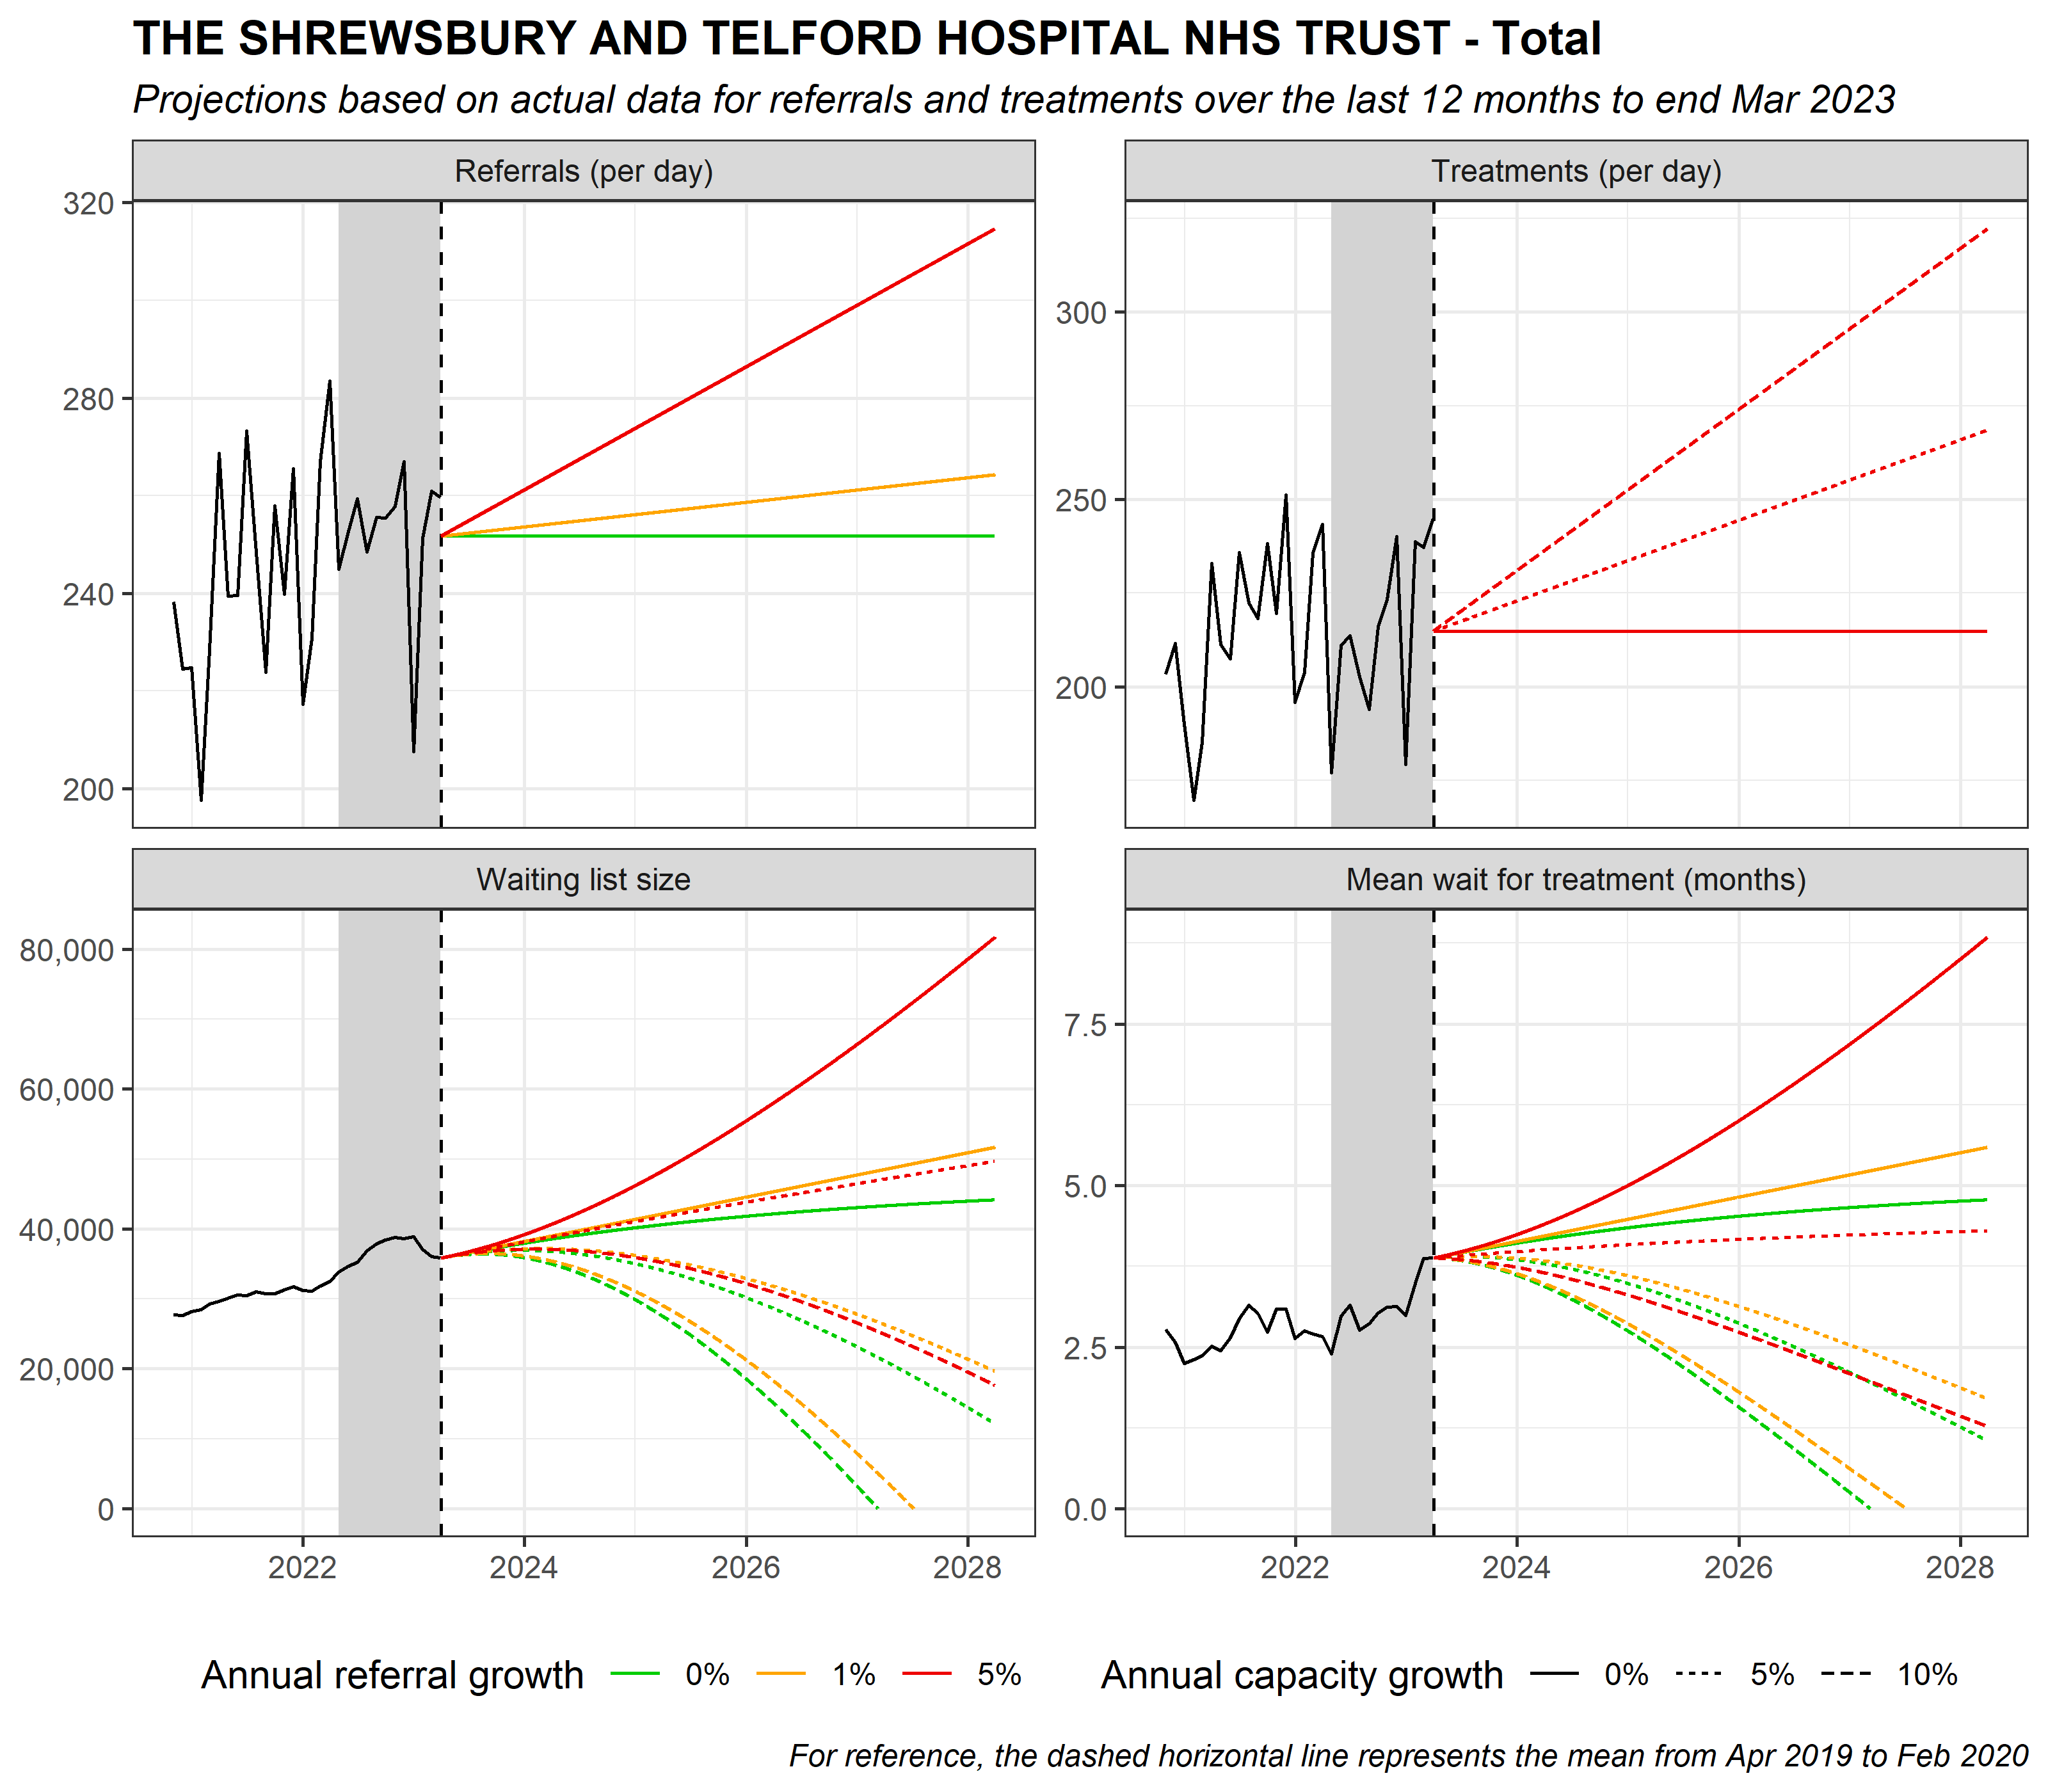 THE SHREWSBURY AND TELFORD HOSPITAL NHS TRUST - Total
Projections based on actual data for referrals and treatments over the last 12 months to end Mar 2023
Referrals (per day)
320
280
240
200
Treatments (per day)
300
250
200
Waiting list size
80,000
60,000
40,000
20,000
0
2022 2024 2026 2028
Mean wait for treatment (months)
7.5
5.0
2.5
0.0
2022 2024 2026 2028
Annual referral growth 0% 1% 5%
Annual capacity growth 0% 5% 10%
For reference, the dashed horizontal line represents the mean from Apr 2019 to Feb 2020